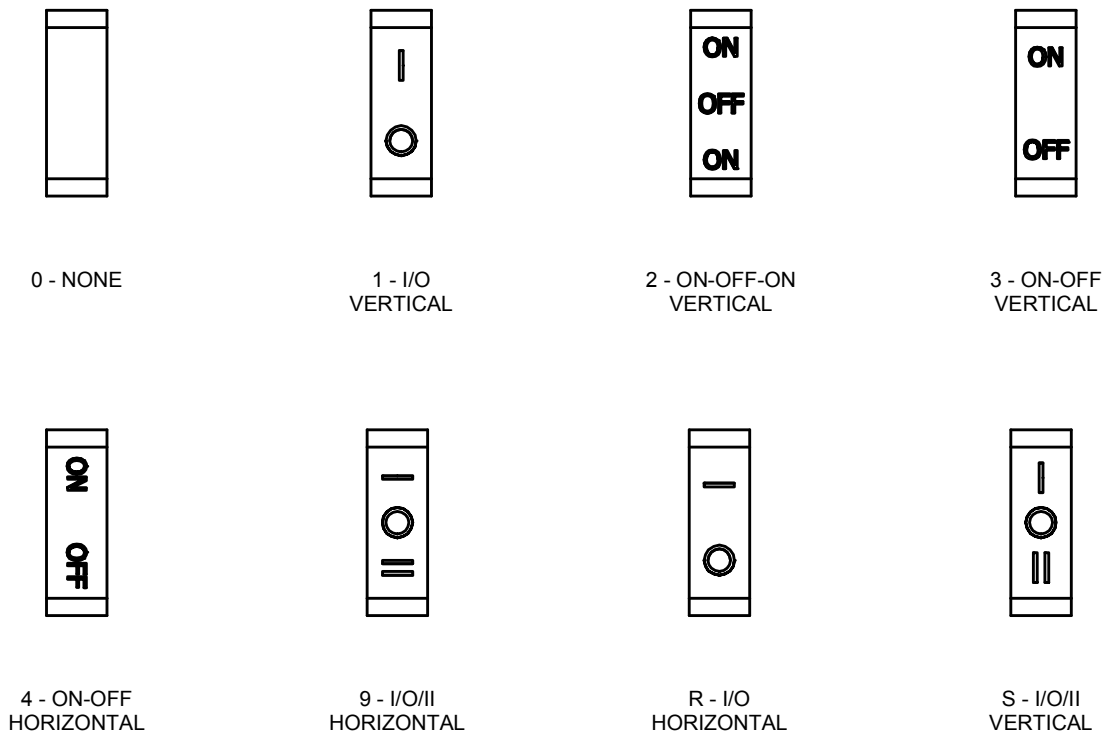 ON
OFF
ON
ON
OFF
0 - NONE
1 - I/O
VERTICAL
2 - ON-OFF-ON
VERTICAL
3 - ON-OFF
VERTICAL
ON
OFF
4 - ON-OFF
HORIZONTAL
9 - I/O/II
HORIZONTAL
R - I/O
HORIZONTAL
S - I/O/II
VERTICAL